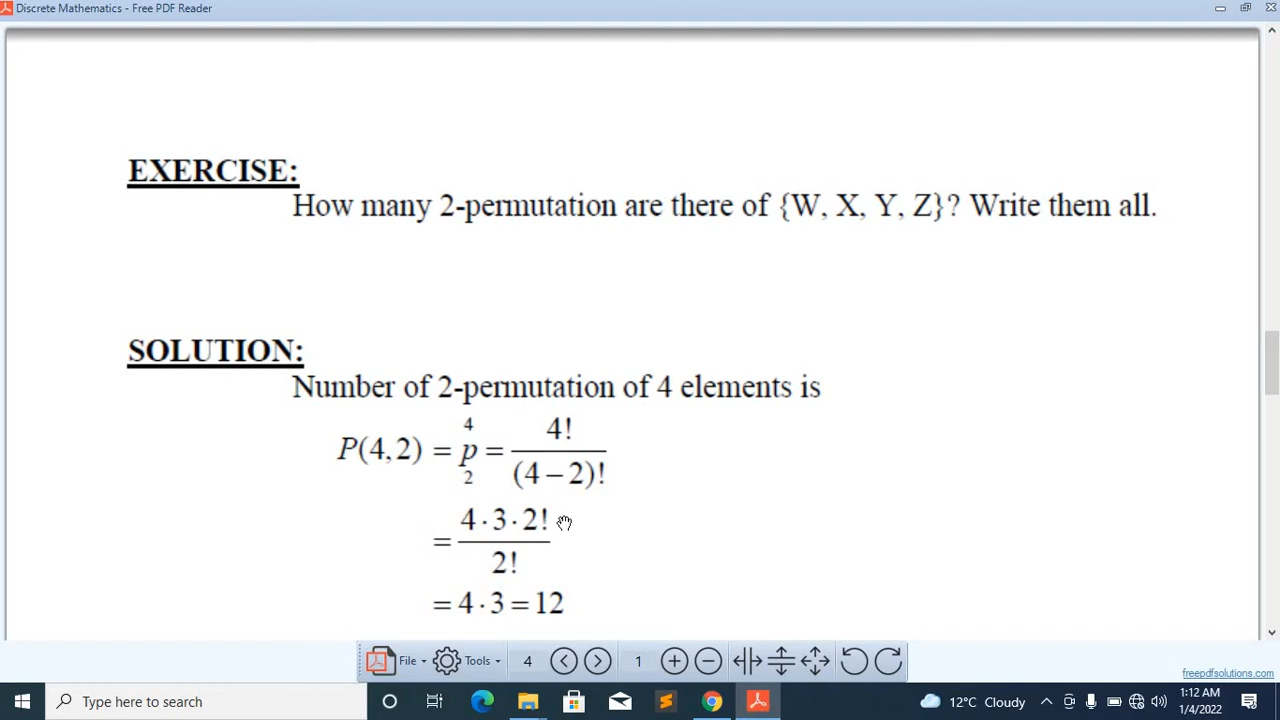 Discrete Mathematics - Free PDF Reader
EXERCISE:
How many 2-permutation are there of {W, X, Y, Z}? Write them all.
SOLUTION:
Number of 2-permutation of 4 elements is
P(4,2) = ⁴p₂ = 4! / (4 − 2)!
= 4 · 3 · 2! / 2!
= 4 · 3 = 12
File Tools 4 1
freepdfsolutions.com
Type here to search
12°C Cloudy
1:12 AM
1/4/2022